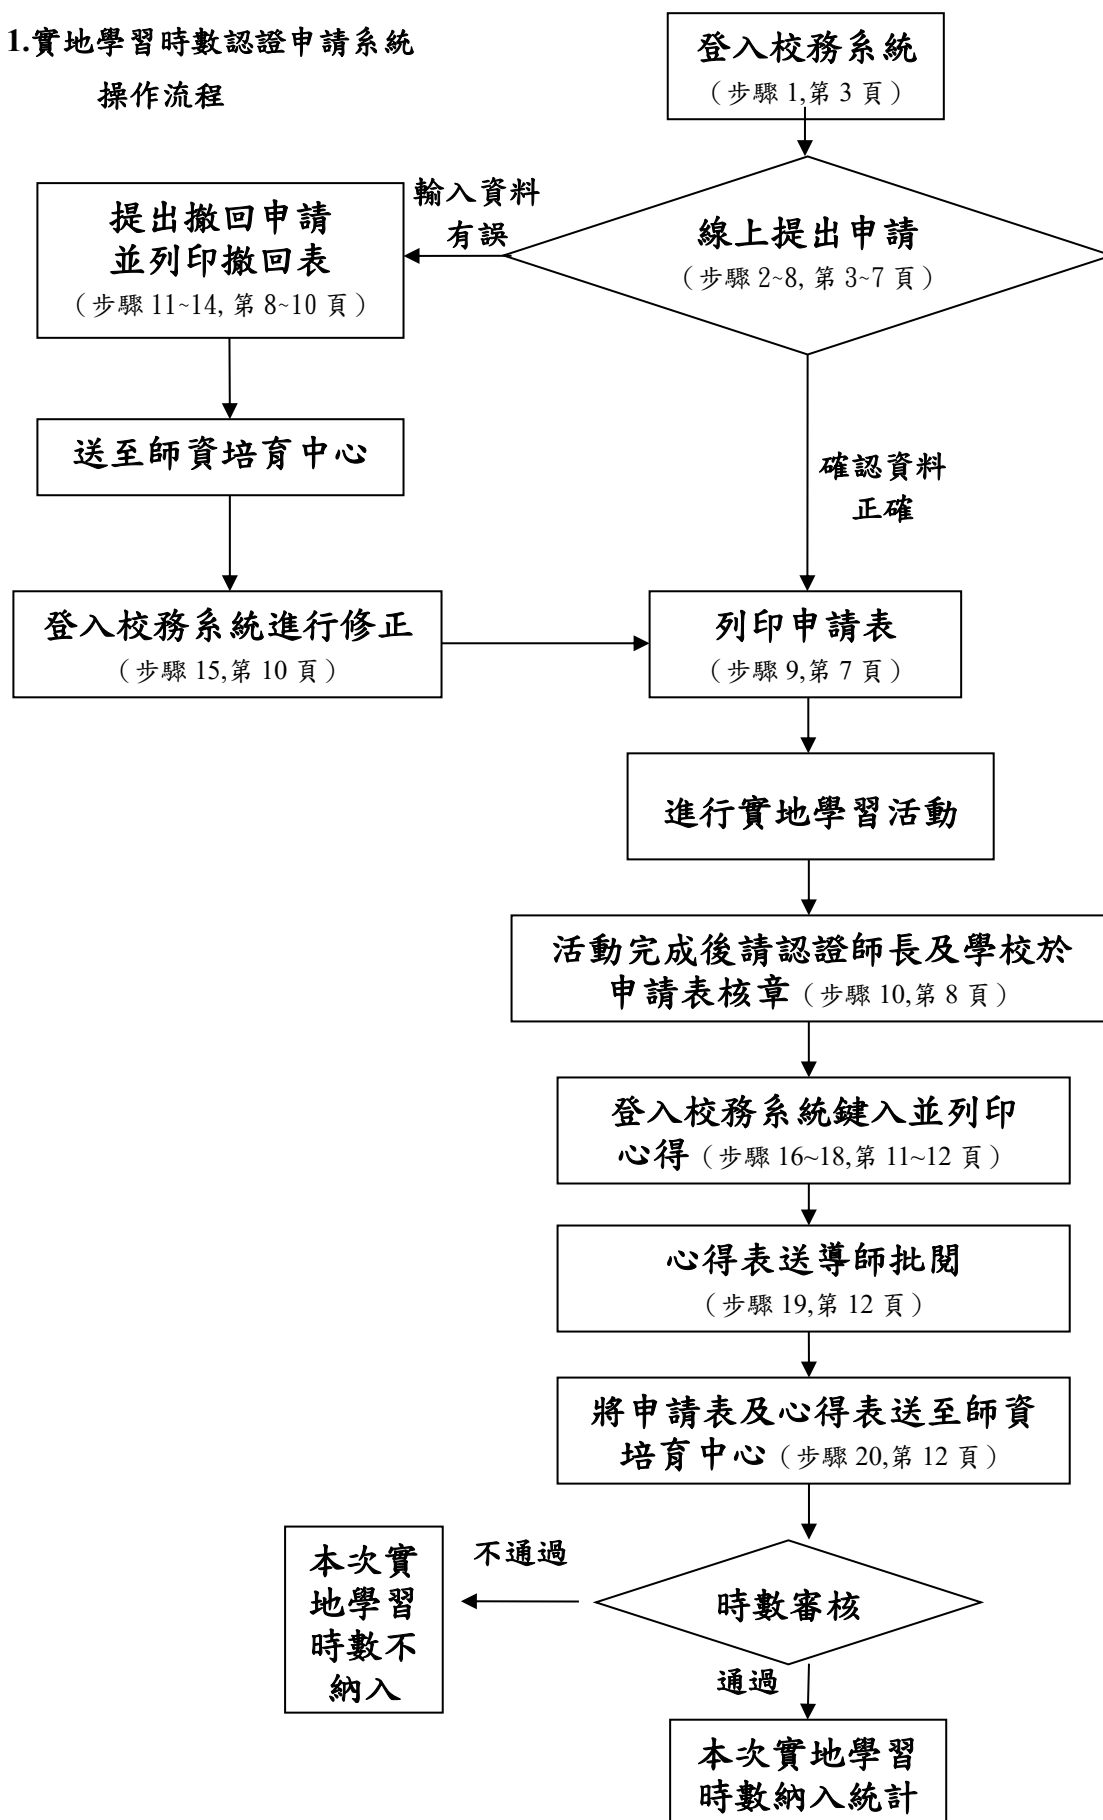 1.實地學習時數認證申請系統
操作流程
登入校務系統
（步驟 1,第 3 頁）
線上提出申請
（步驟 2~8, 第 3~7 頁）
輸入資料
有誤
提出撤回申請
並列印撤回表
（步驟 11~14, 第 8~10 頁）
送至師資培育中心
登入校務系統進行修正
（步驟 15,第 10 頁）
確認資料
正確
列印申請表
（步驟 9,第 7 頁）
進行實地學習活動
活動完成後請認證師長及學校於
申請表核章（步驟 10,第 8 頁）
登入校務系統鍵入並列印
心得（步驟 16~18,第 11~12 頁）
心得表送導師批閱
（步驟 19,第 12 頁）
將申請表及心得表送至師資
培育中心（步驟 20,第 12 頁）
時數審核
不通過
本次實
地學習
時數不
納入
通過
本次實地學習
時數納入統計